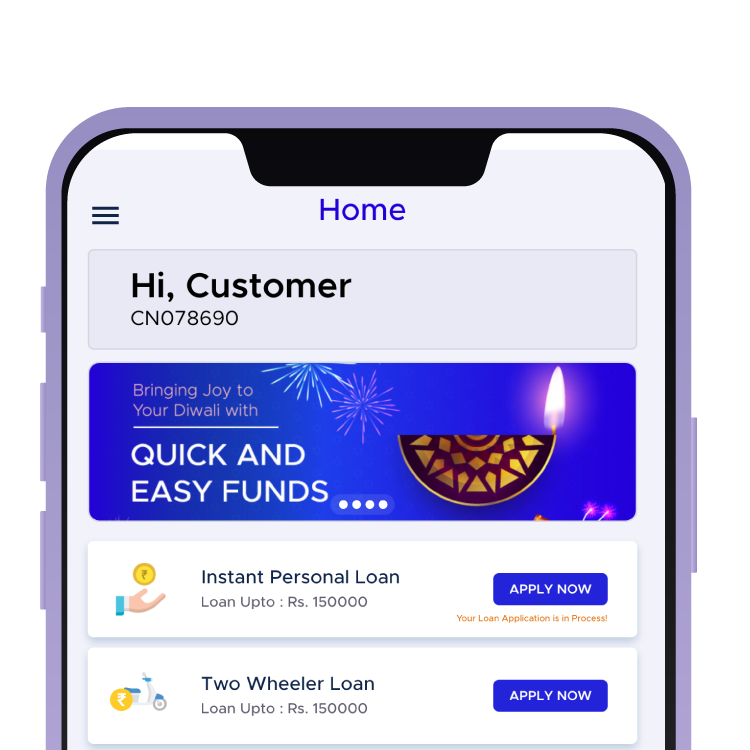 Home
Hi, Customer
CN078690
Bringing Joy to
Your Diwali with
QUICK AND
EASY FUNDS
₹
Instant Personal Loan
Loan Upto : Rs. 150000
APPLY NOW
Your Loan Application is in Process!
₹
Two Wheeler Loan
Loan Upto : Rs. 150000
APPLY NOW